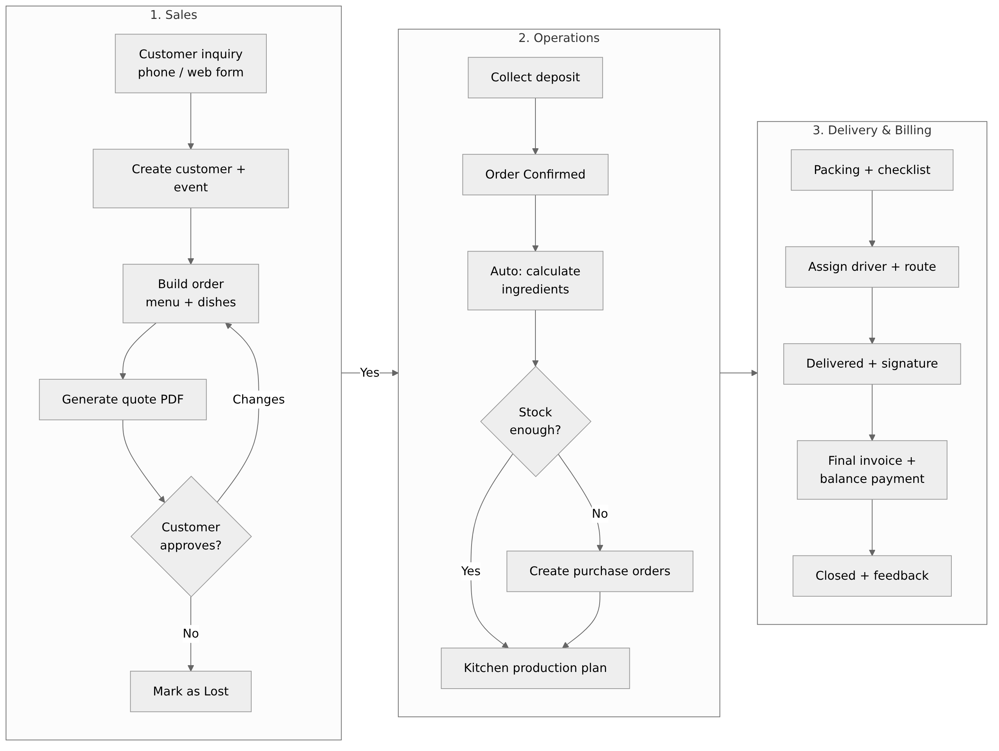 1. Sales
Customer inquiry
phone / web form
Create customer +
event
Build order
menu + dishes
Generate quote PDF
Changes
Customer
approves?
No
Mark as Lost
Yes
2. Operations
Collect deposit
Order Confirmed
Auto: calculate
ingredients
Stock
enough?
No
Yes
Create purchase orders
Kitchen production plan
3. Delivery & Billing
Packing + checklist
Assign driver + route
Delivered + signature
Final invoice +
balance payment
Closed + feedback